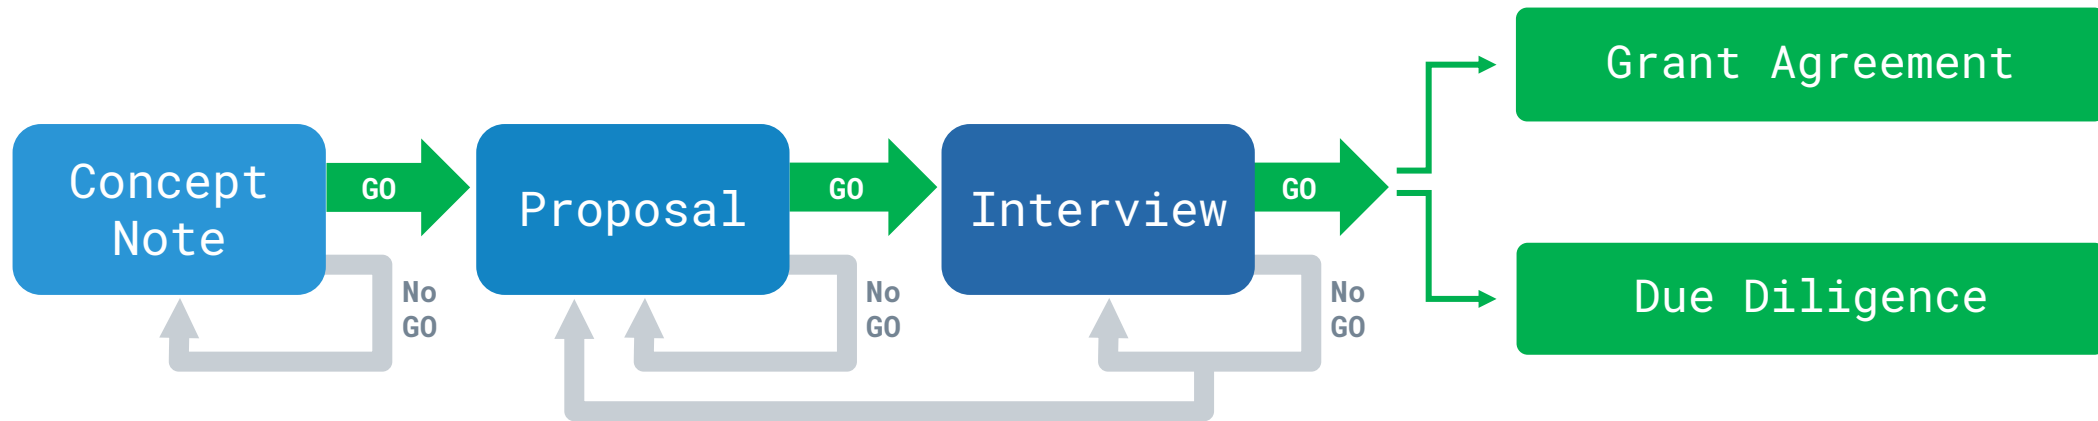 Concept
Note
GO
No
GO
Proposal
GO
No
GO
Interview
GO
No
GO
Grant Agreement
Due Diligence